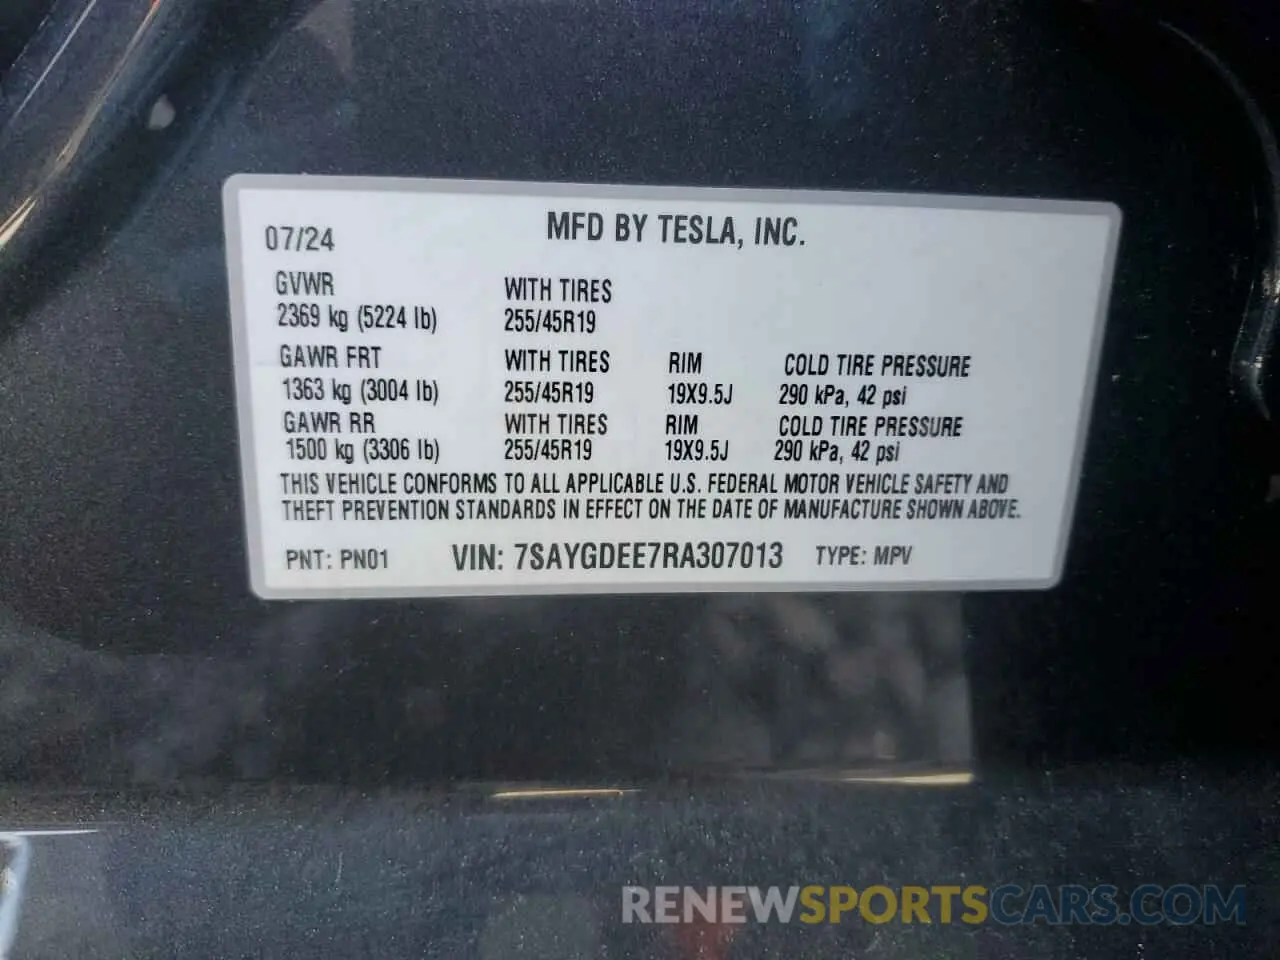 MFD BY TESLA, INC.
07/24
GVWR WITH TIRES
2369 kg (5224 lb) 255/45R19
GAWR FRT WITH TIRES RIM COLD TIRE PRESSURE
1363 kg (3004 lb) 255/45R19 19X9.5J 290 kPa, 42 psi
GAWR RR WITH TIRES RIM COLD TIRE PRESSURE
1500 kg (3306 lb) 255/45R19 19X9.5J 290 kPa, 42 psi
THIS VEHICLE CONFORMS TO ALL APPLICABLE U.S. FEDERAL MOTOR VEHICLE SAFETY AND
THEFT PREVENTION STANDARDS IN EFFECT ON THE DATE OF MANUFACTURE SHOWN ABOVE.
PNT: PN01 VIN: 7SAYGDEE7RA307013 TYPE: MPV
RENEWSPORTSCARS.COM